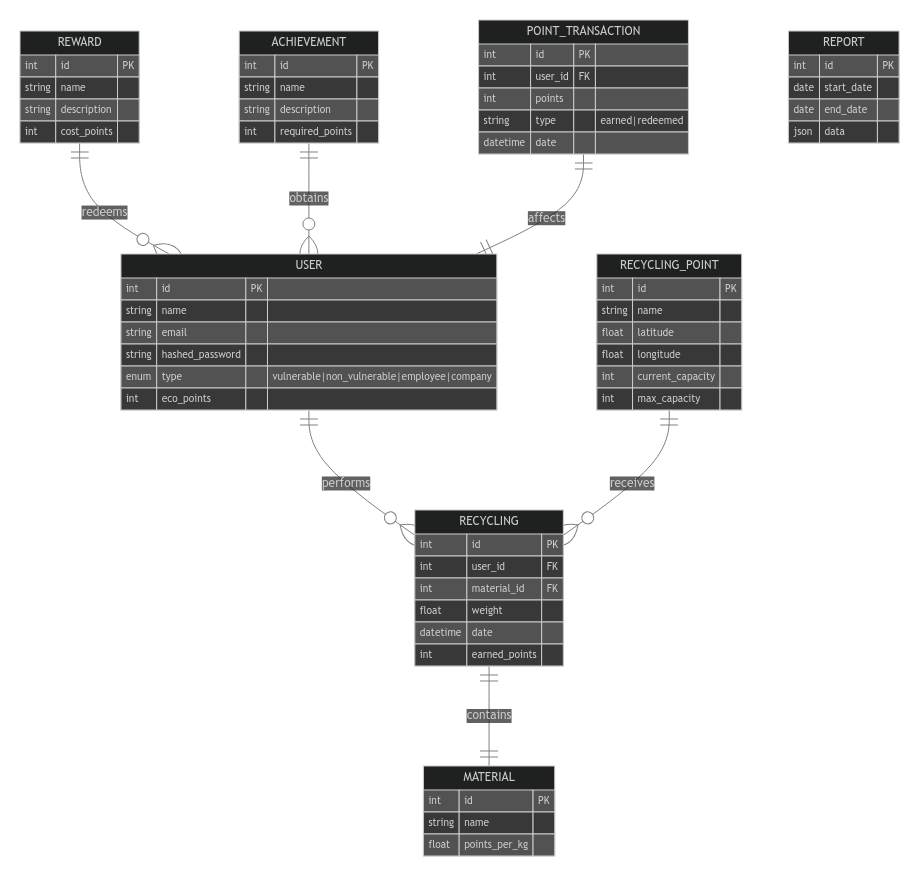 REWARD
int id PK
string name
string description
int cost_points
ACHIEVEMENT
int id PK
string name
string description
int required_points
POINT_TRANSACTION
int id PK
int user_id FK
int points
string type earned|redeemed
datetime date
REPORT
int id PK
date start_date
date end_date
json data
redeems
obtains
affects
USER
int id PK
string name
string email
string hashed_password
enum type vulnerable|non_vulnerable|employee|company
int eco_points
RECYCLING_POINT
int id PK
string name
float latitude
float longitude
int current_capacity
int max_capacity
performs
receives
RECYCLING
int id PK
int user_id FK
int material_id FK
float weight
datetime date
int earned_points
contains
MATERIAL
int id PK
string name
float points_per_kg